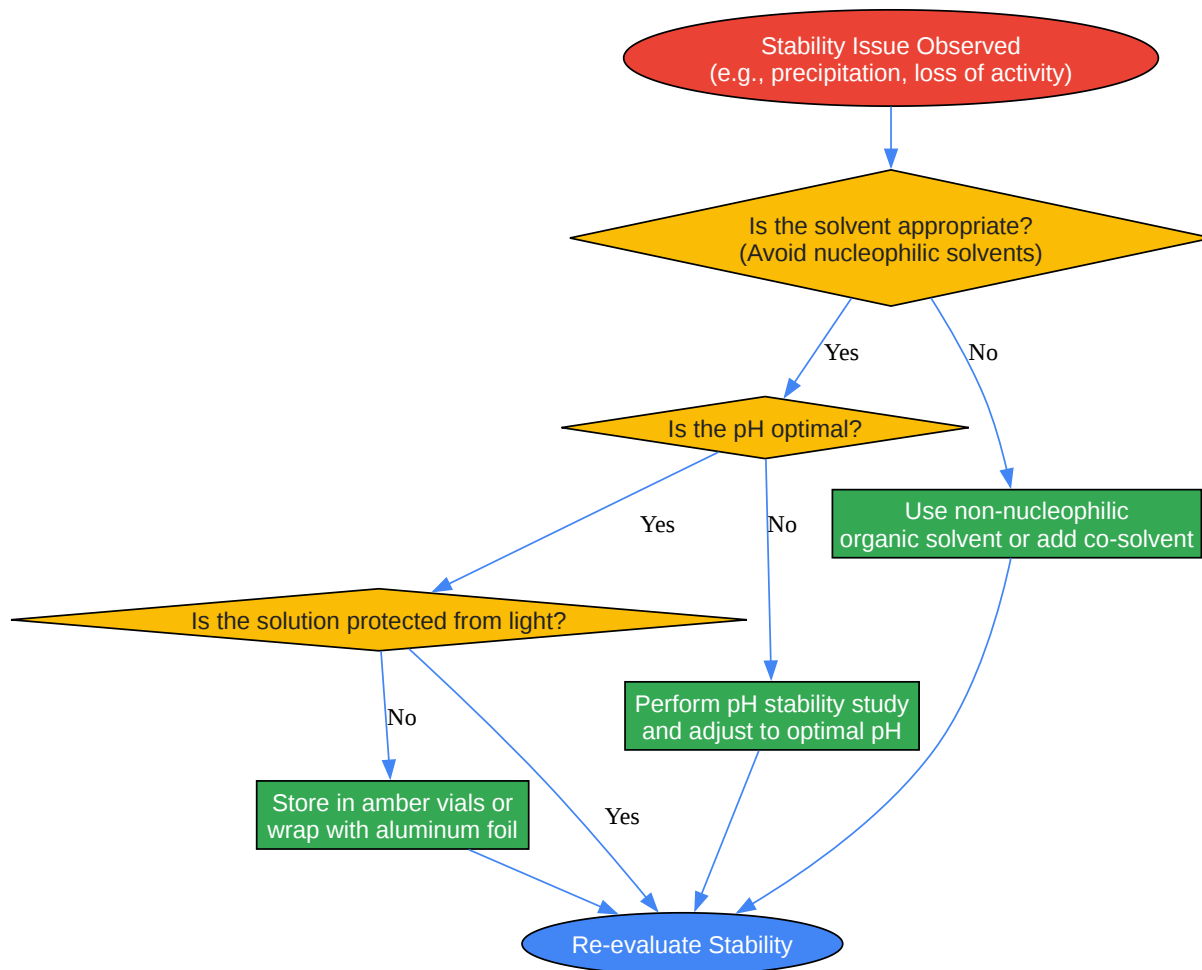 Stability Issue Observed
(e.g., precipitation, loss of activity)
Is the solvent appropriate?
(Avoid nucleophilic solvents)
Yes
No
Is the pH optimal?
Use non-nucleophilic
organic solvent or add co-solvent
Yes
No
Is the solution protected from light?
Perform pH stability study
and adjust to optimal pH
No
Store in amber vials or
wrap with aluminum foil
Yes
Re-evaluate Stability